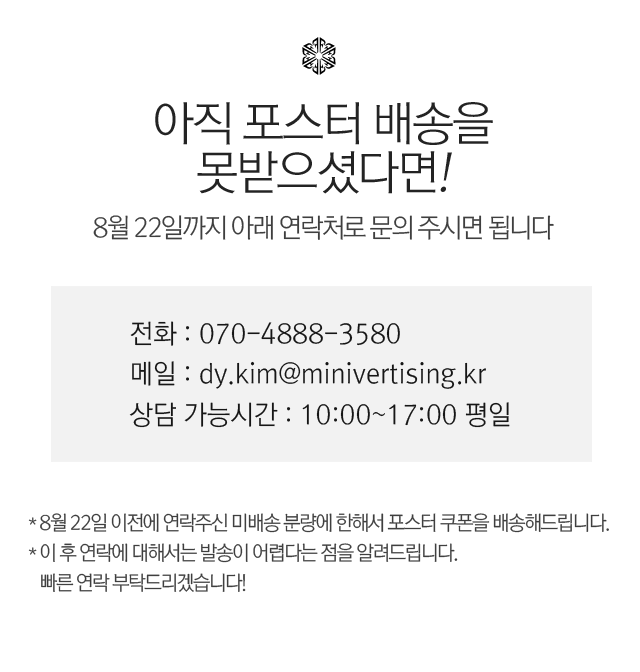 아직 포스터 배송을
못받으셨다면!
8월 22일까지 아래 연락처로 문의 주시면 됩니다
전화 : 070-4888-3580
메일 : dy.kim@minivertising.kr
상담 가능시간 : 10:00~17:00 평일
* 8월 22일 이전에 연락주신 미배송 분량에 한해서 포스터 쿠폰을 배송해드립니다.
* 이 후 연락에 대해서는 발송이 어렵다는 점을 알려드립니다.
빠른 연락 부탁드리겠습니다!